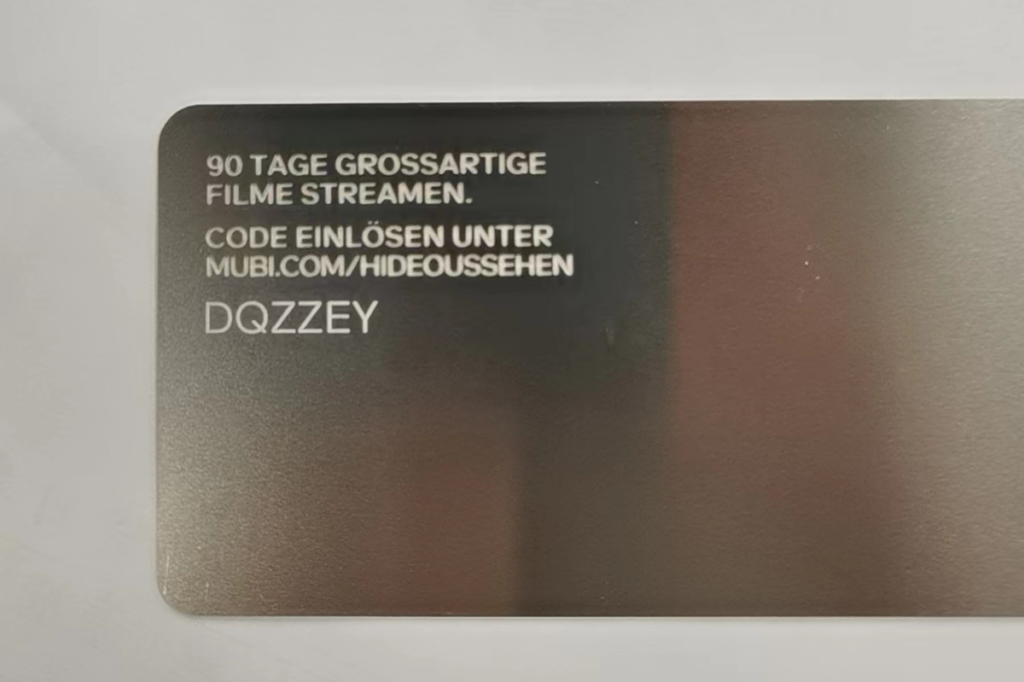 90 TAGE GROSSARTIGE
FILME STREAMEN.
CODE EINLÖSEN UNTER
MUBI.COM/HIDEOUSSEHEN
DQZZEY